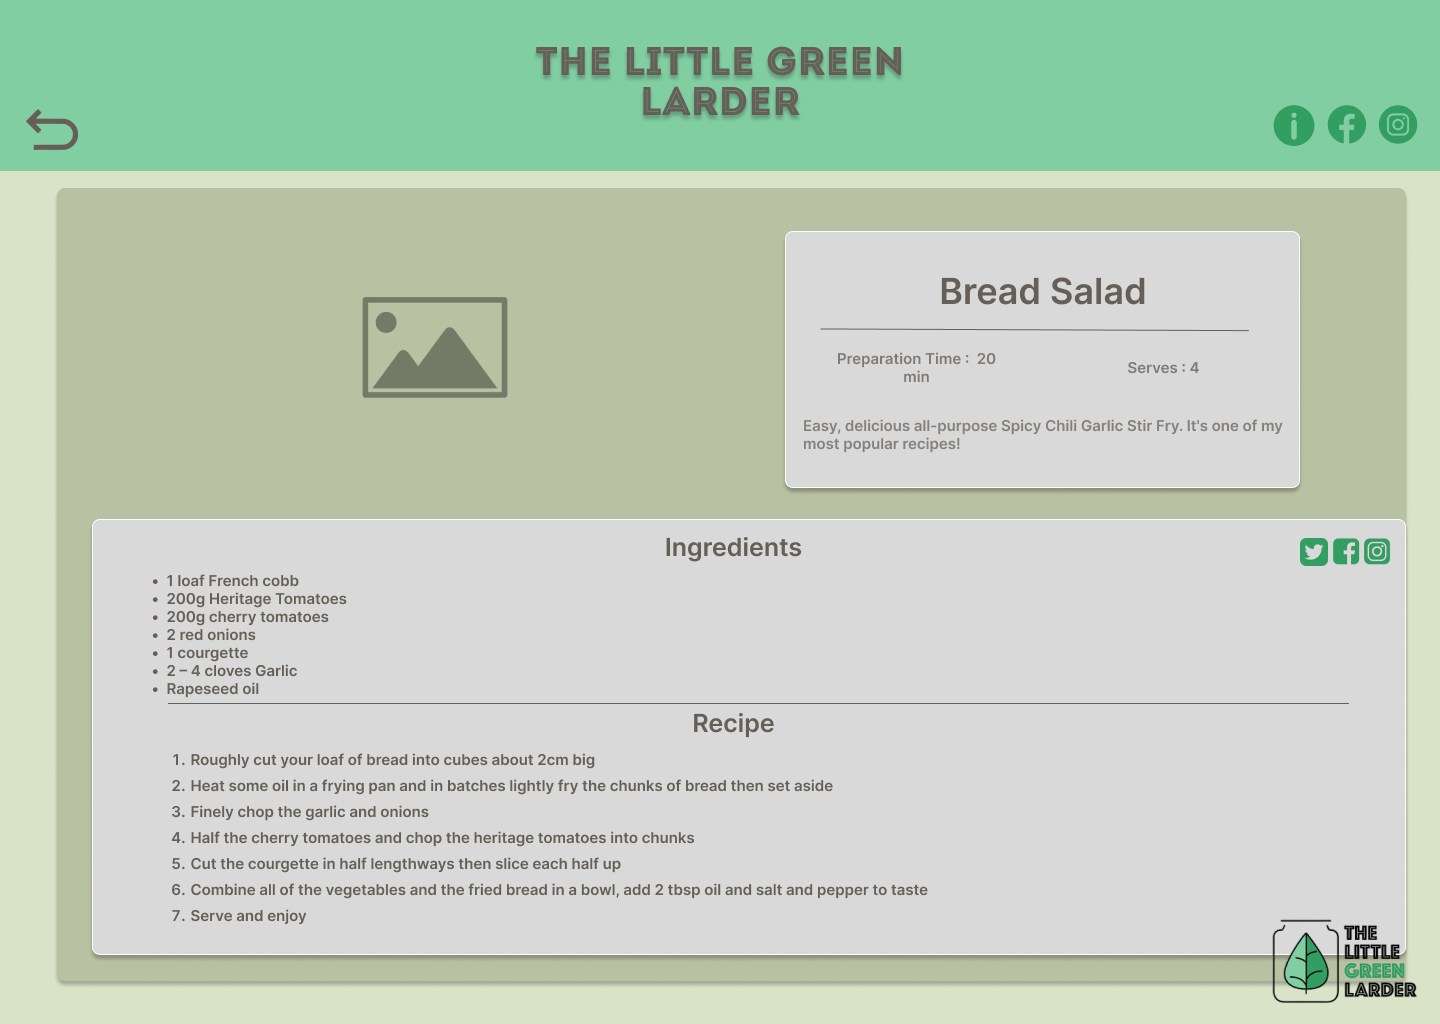 THE LITTLE GREEN
LARDER
Bread Salad
Preparation Time : 20
min
Serves : 4
Easy, delicious all-purpose Spicy Chili Garlic Stir Fry. It's one of my
most popular recipes!
Ingredients
• 1 loaf French cobb
• 200g Heritage Tomatoes
• 200g cherry tomatoes
• 2 red onions
• 1 courgette
• 2 – 4 cloves Garlic
• Rapeseed oil
Recipe
1. Roughly cut your loaf of bread into cubes about 2cm big
2. Heat some oil in a frying pan and in batches lightly fry the chunks of bread then set aside
3. Finely chop the garlic and onions
4. Half the cherry tomatoes and chop the heritage tomatoes into chunks
5. Cut the courgette in half lengthways then slice each half up
6. Combine all of the vegetables and the fried bread in a bowl, add 2 tbsp oil and salt and pepper to taste
7. Serve and enjoy
THE
LITTLE
GREEN
LARDER